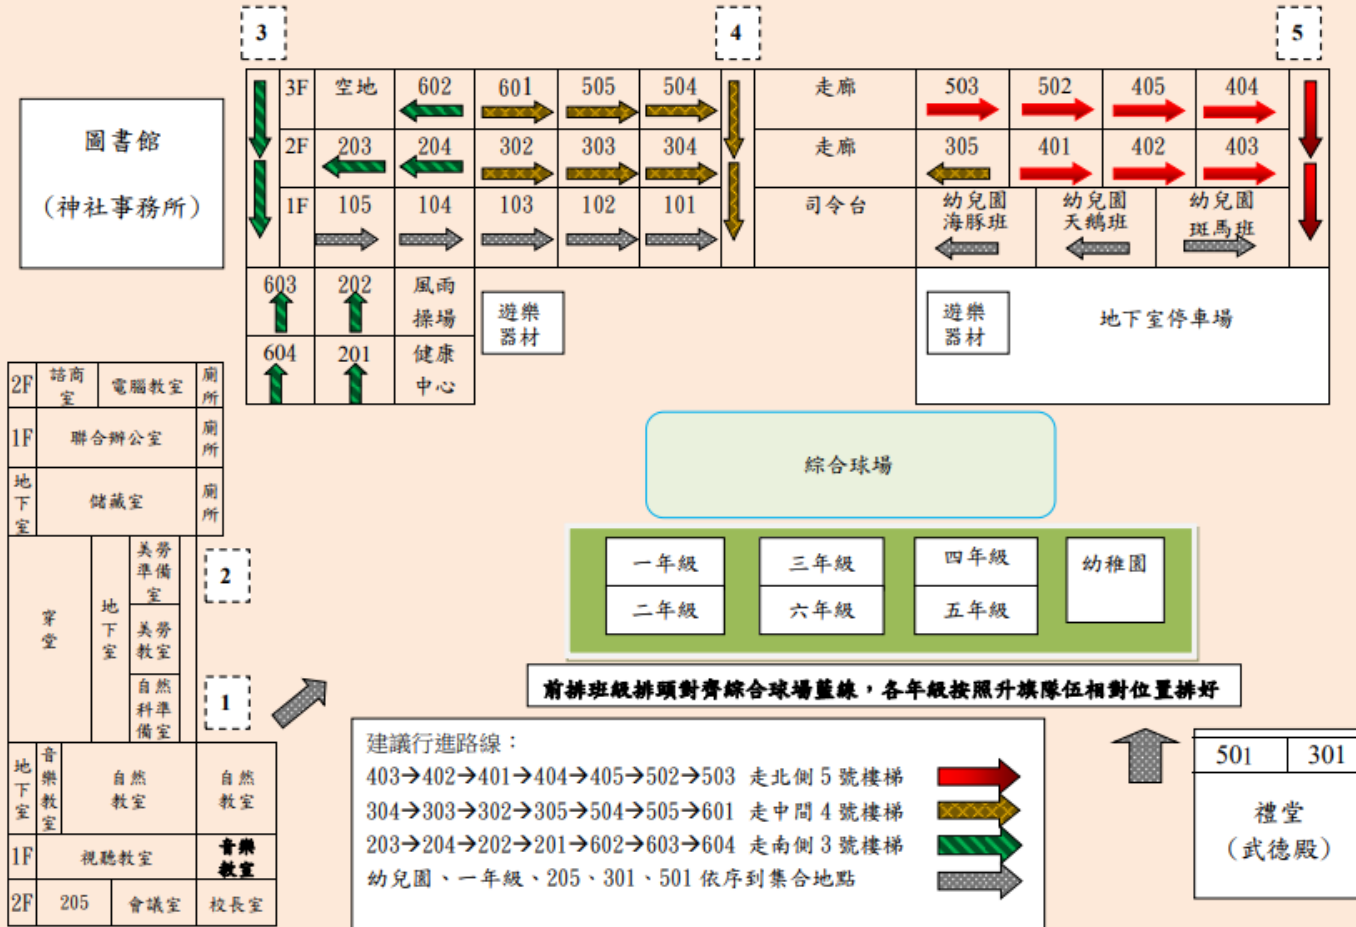 3 4 5
圖書館
(神社事務所)
3F 空地 602 601 505 504 走廊 503 502 405 404
2F 203 204 302 303 304 走廊 305 401 402 403
1F 105 104 103 102 101 司令台 幼兒園 幼兒園 幼兒園
海豚班 天鵝班 斑馬班
603 202 風雨
操場
遊樂
器材
遊樂
器材
地下室停車場
604 201 健康
中心
2F 諮商
室
電腦教室 廁
所
1F 聯合辦公室 廁
所
地
下
室
儲藏室 廁
所
綜合球場
穿
堂
地
下
室
美勞
準備
室
美勞
教室
自然
科準
備室
2
1
一年級 三年級 四年級 幼稚園
二年級 六年級 五年級
前排班級排頭對齊綜合球場藍線，各年級按照升旗隊伍相對位置排好
地
下
室
音
樂
教
室
自然
教室
自然
教室
1F 視聽教室 音樂
教室
2F 205 會議室 校長室
建議行進路線：
403→402→401→404→405→502→503 走北側 5 號樓梯
304→303→302→305→504→505→601 走中間 4 號樓梯
203→204→202→201→602→603→604 走南側 3 號樓梯
幼兒園、一年級、205、301、501 依序到集合地點
501 301
禮堂
(武德殿)